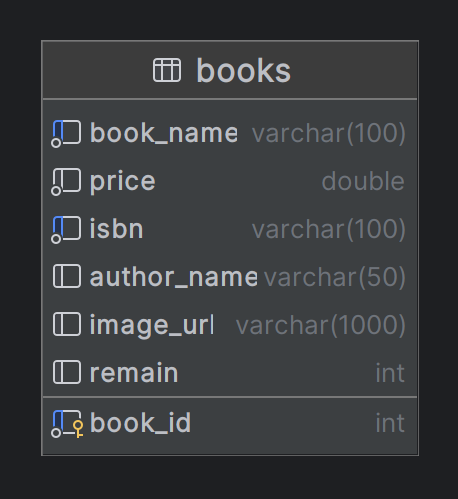 books
book_name varchar(100)
price double
isbn varchar(100)
author_name varchar(50)
image_url varchar(1000)
remain int
book_id int